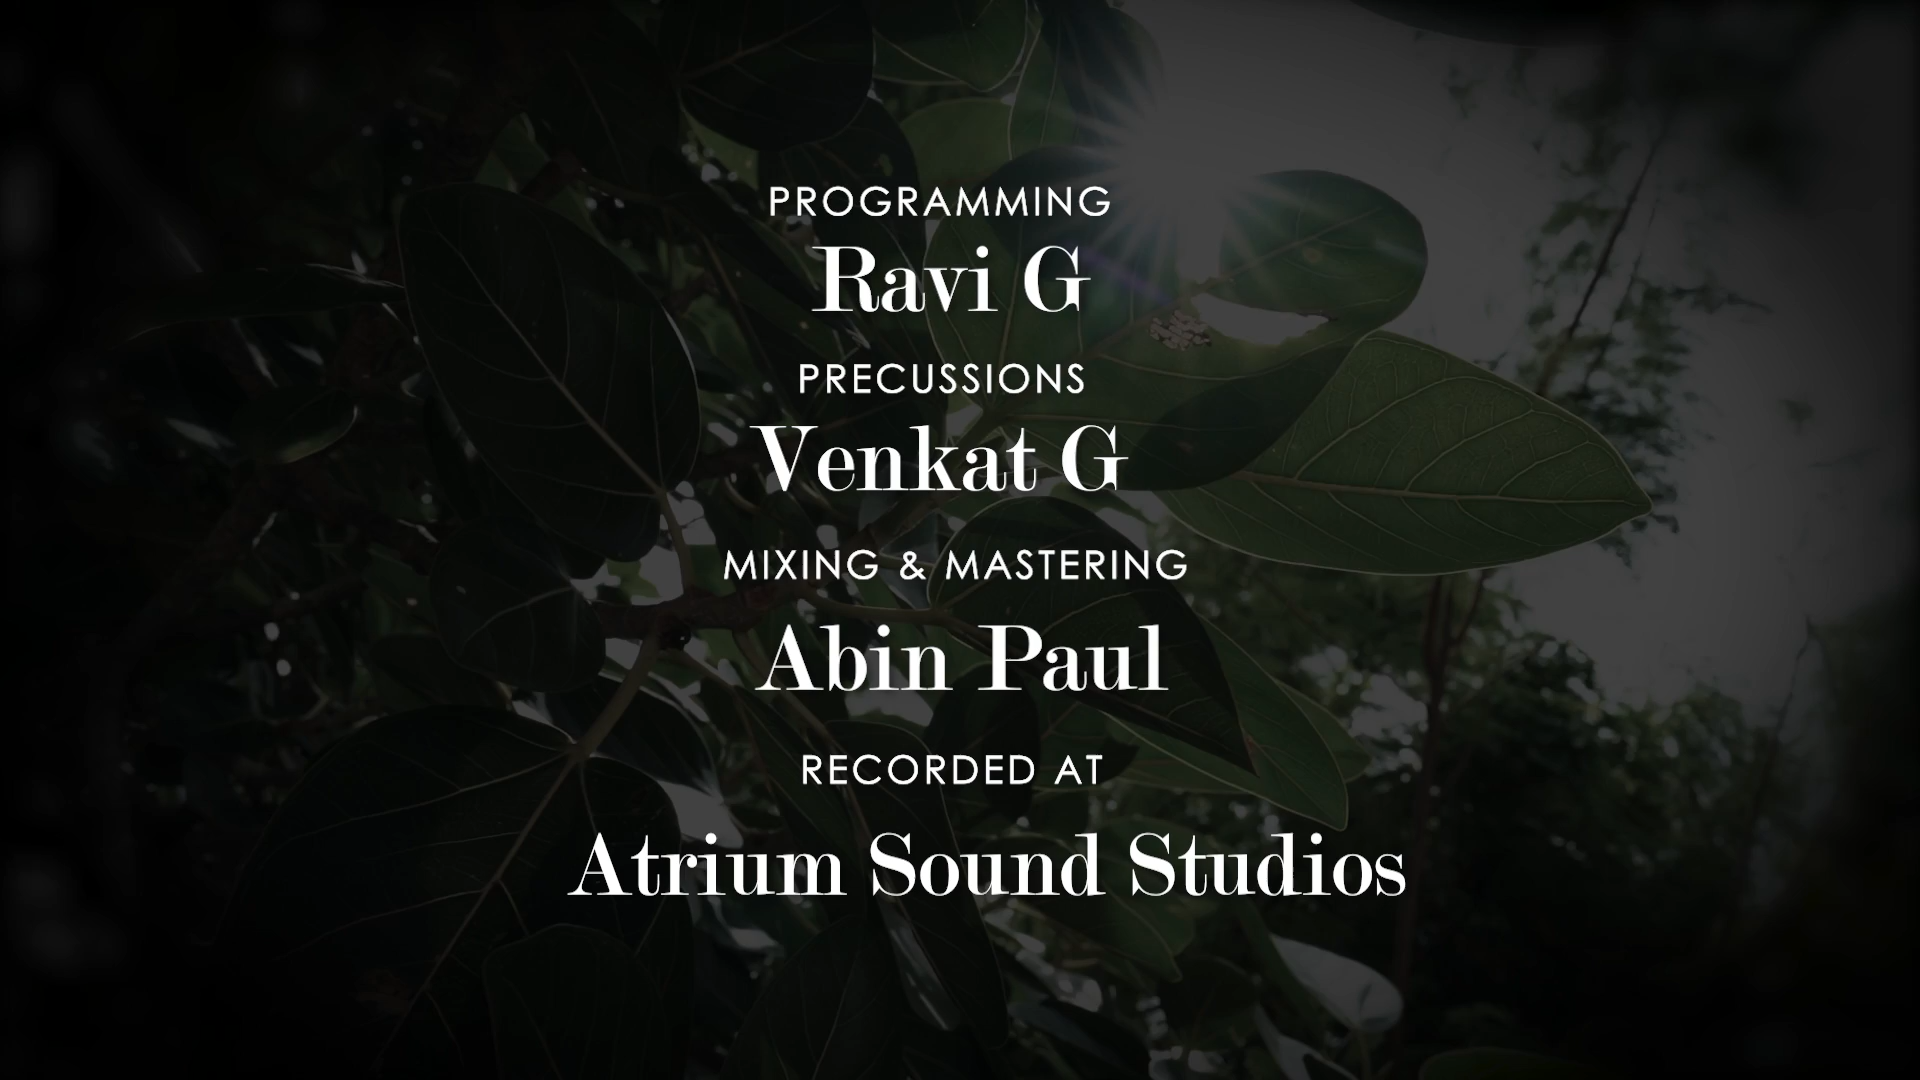 PROGRAMMING
Ravi G
PRECUSSIONS
Venkat G
MIXING & MASTERING
Abin Paul
RECORDED AT
Atrium Sound Studios